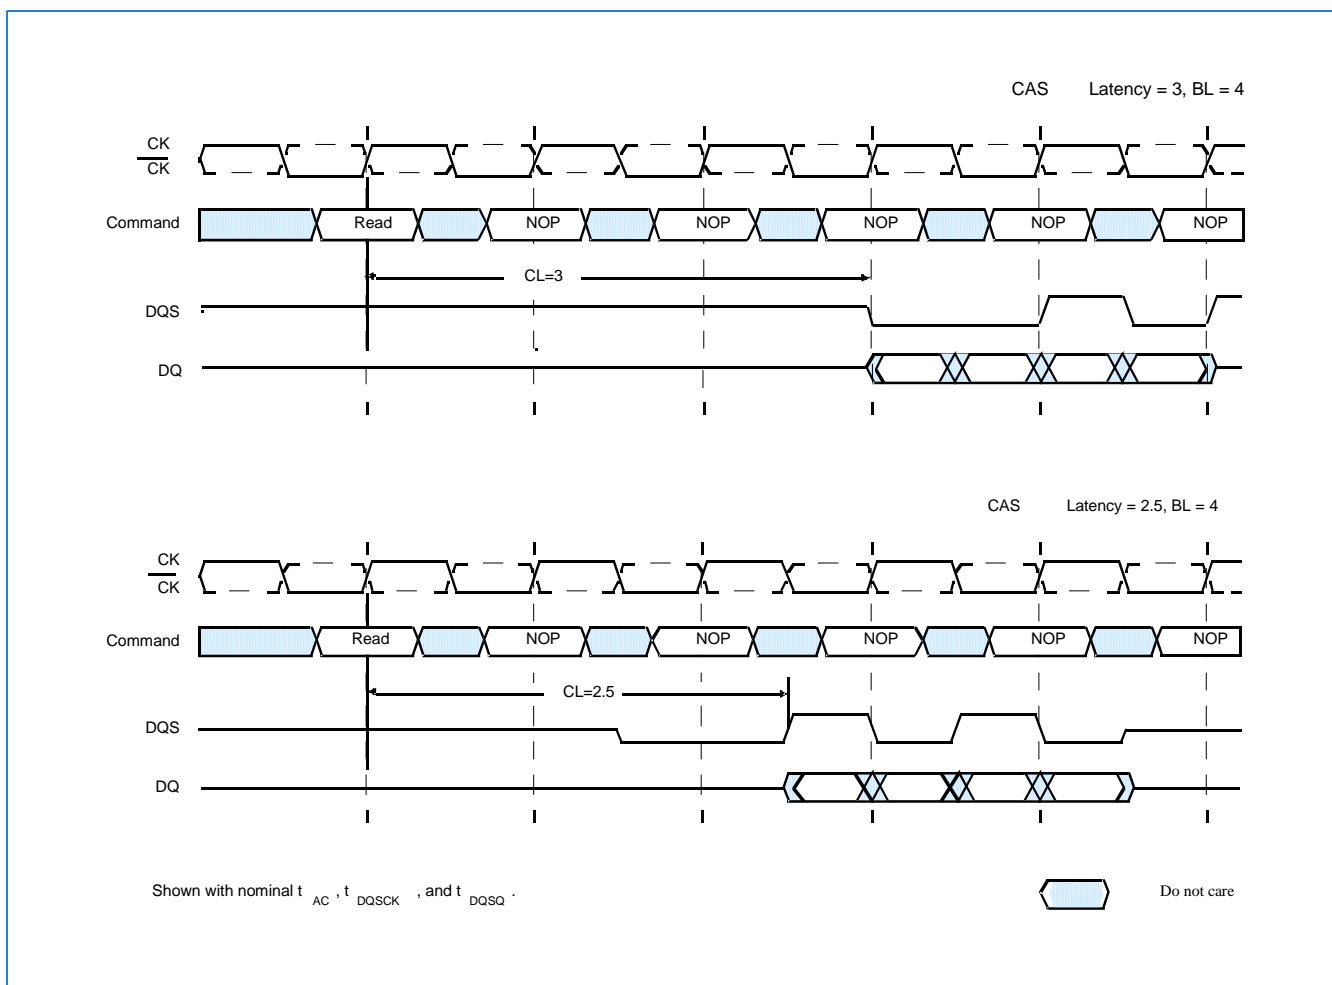 CAS Latency = 3, BL = 4
CK
CK
Command Read NOP NOP NOP NOP NOP
CL=3
DQS
DQ
CAS Latency = 2.5, BL = 4
CK
CK
Command Read NOP NOP NOP NOP NOP
CL=2.5
DQS
DQ
Shown with nominal t AC , t DQSCK , and t DQSQ .
Do not care